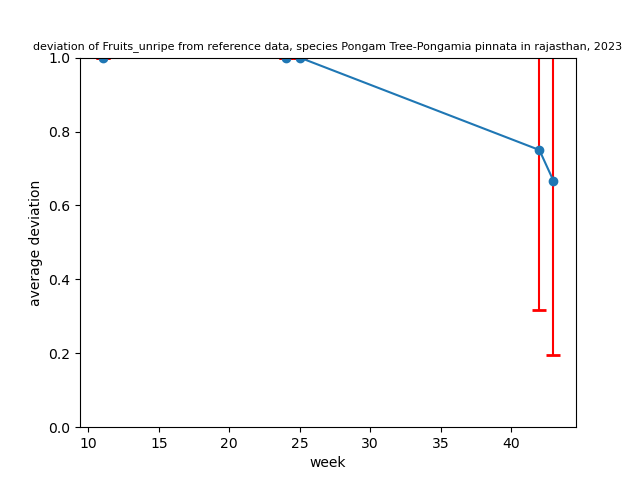 deviation of Fruits_unripe from reference data, species Pongam Tree-Pongamia pinnata in rajasthan, 2023
1.0
0.8
0.6
0.4
0.2
0.0
average deviation
10 15 20 25 30 35 40
week